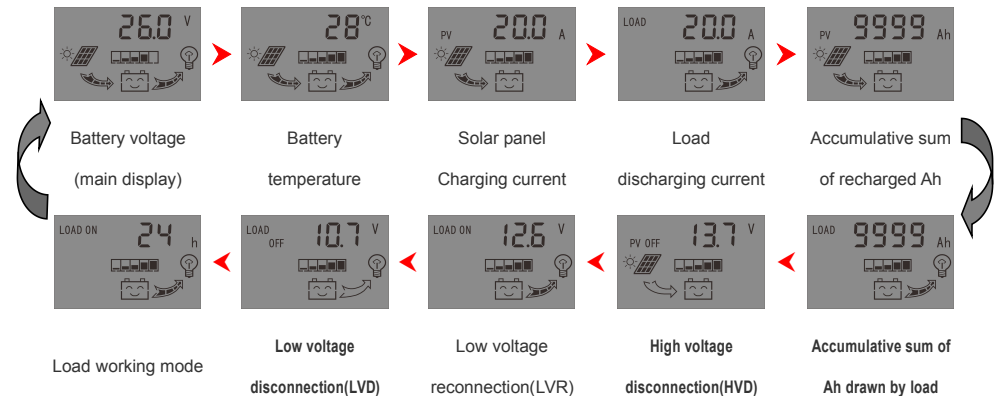 26.0 V
28℃
PV 20.0 A
LOAD 20.0 A
PV 9999 Ah
Battery voltage
(main display)
Battery
temperature
Solar panel
Charging current
Load
discharging current
Accumulative sum
of recharged Ah
LOAD ON 24 h
LOAD OFF 10.7 V
LOAD ON 12.6 V
PV OFF 13.7 V
LOAD 9999 Ah
Load working mode
Low voltage
disconnection(LVD)
Low voltage
reconnection(LVR)
High voltage
disconnection(HVD)
Accumulative sum of
Ah drawn by load